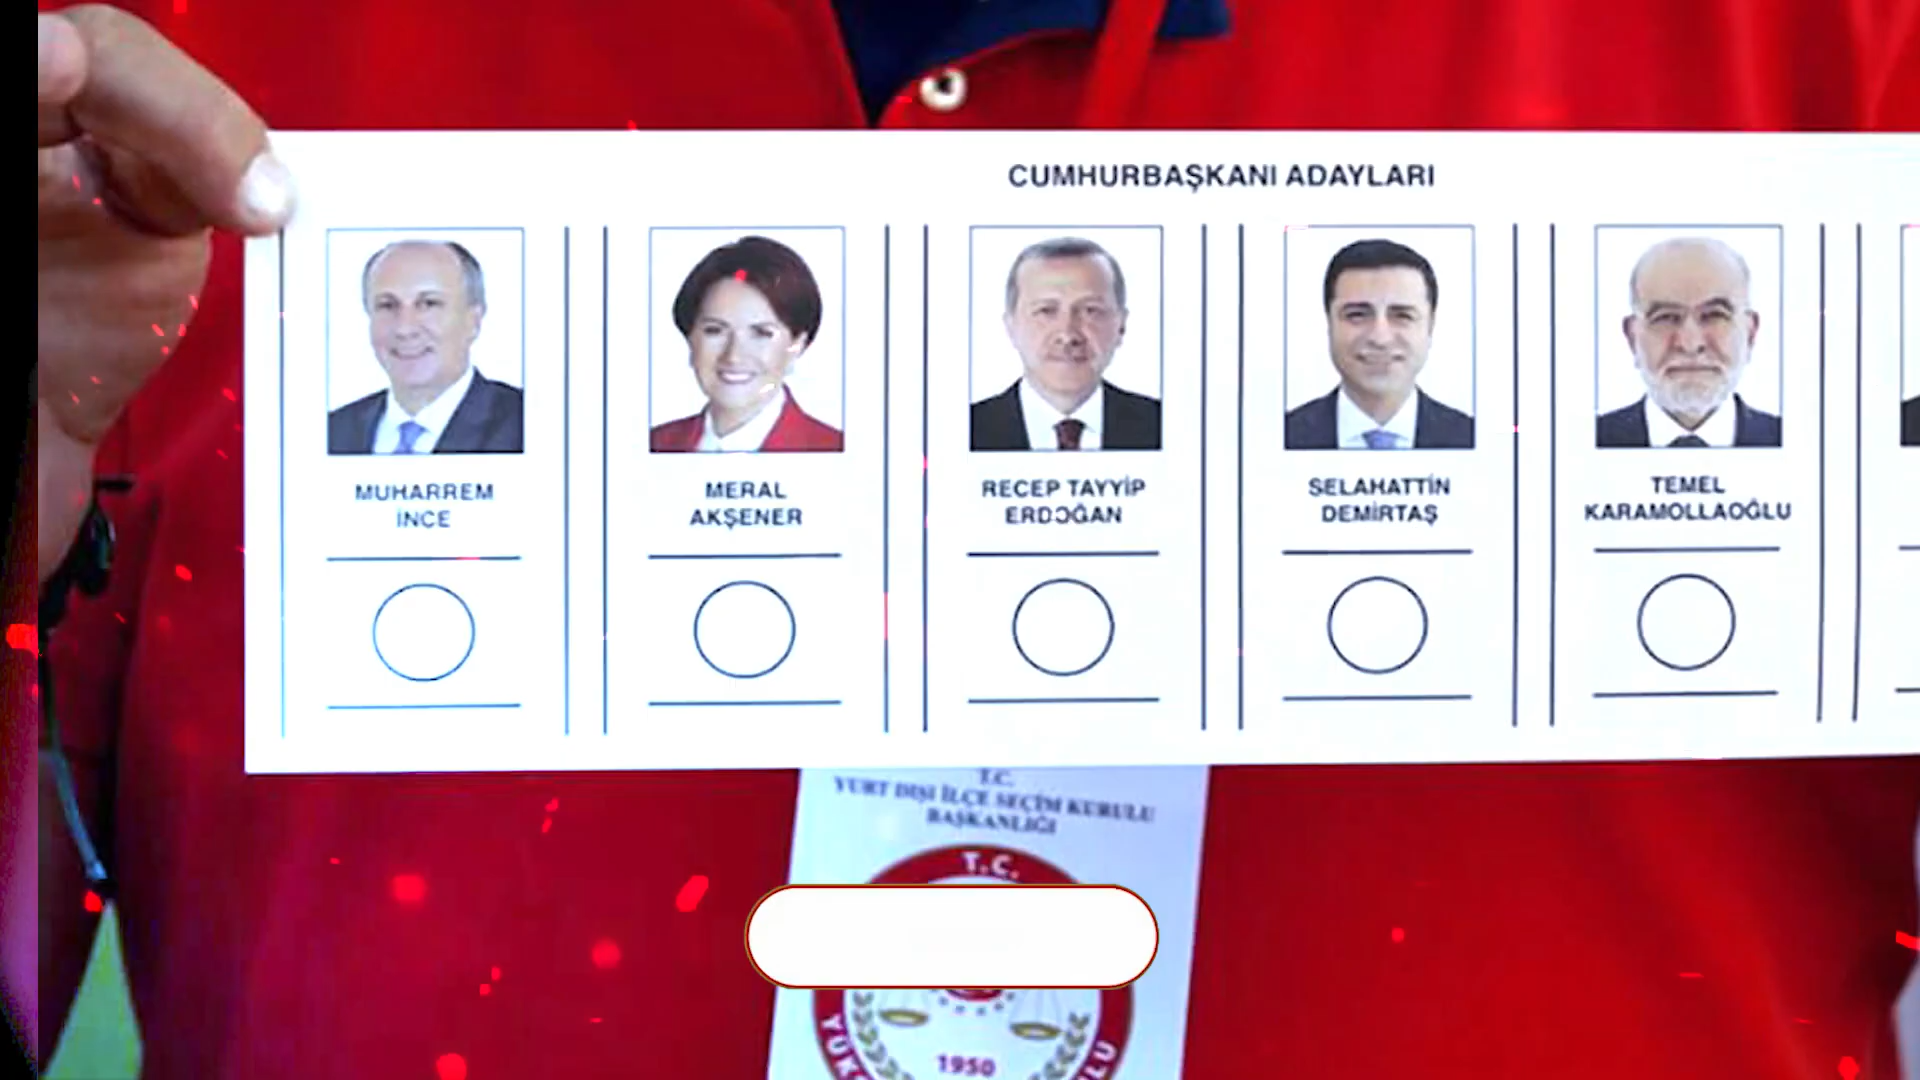 CUMHURBAŞKANI ADAYLARI
MUHARREM
İNCE
MERAL
AKŞENER
RECEP TAYYİP
ERDOĞAN
SELAHATTİN
DEMİRTAŞ
TEMEL
KARAMOLLAOĞLU
T.C.
YURT DIŞI İLÇE SEÇİM KURULU
BAŞKANLIĞI
T.C.
1950